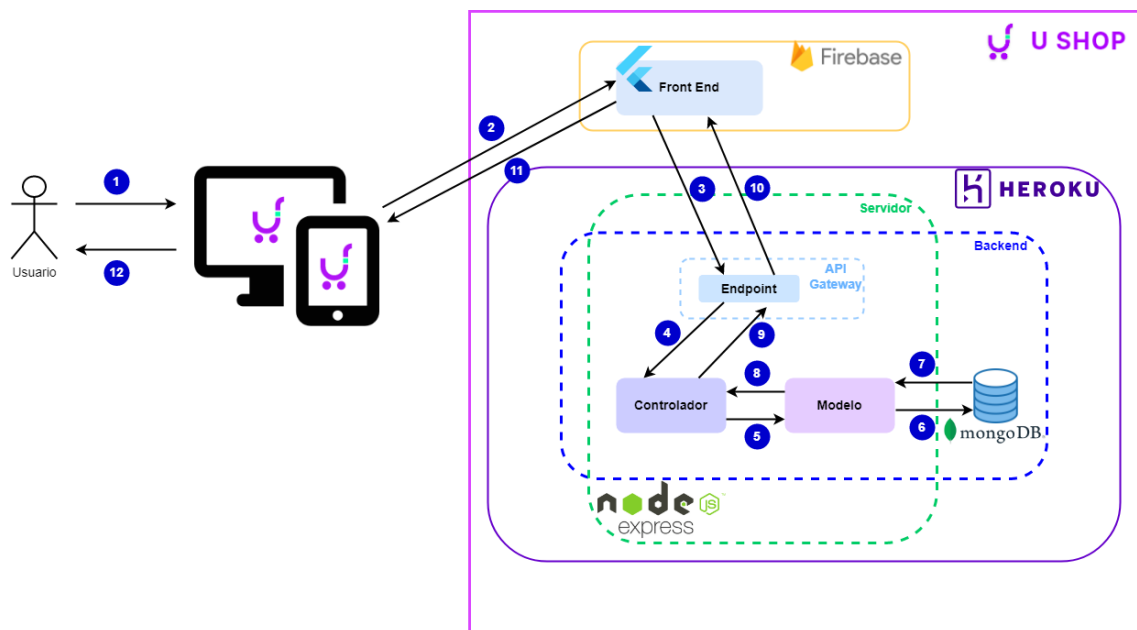 U SHOP
Firebase
Front End
2
11
1
3
10
HEROKU
Servidor
Backend
Usuario
12
API
Gateway
Endpoint
4
9
8
7
Controlador
Modelo
5
6
mongoDB
node
JS
express